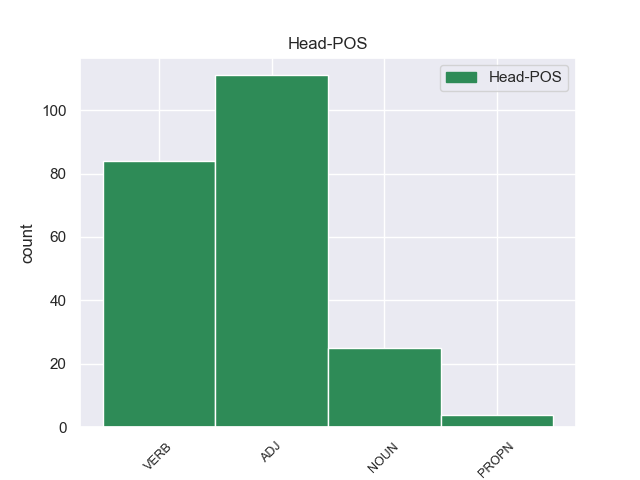 Head-POS
Head-POS
100
80
60
40
20
0
count
VERB
ADJ
NOUN
PROPN